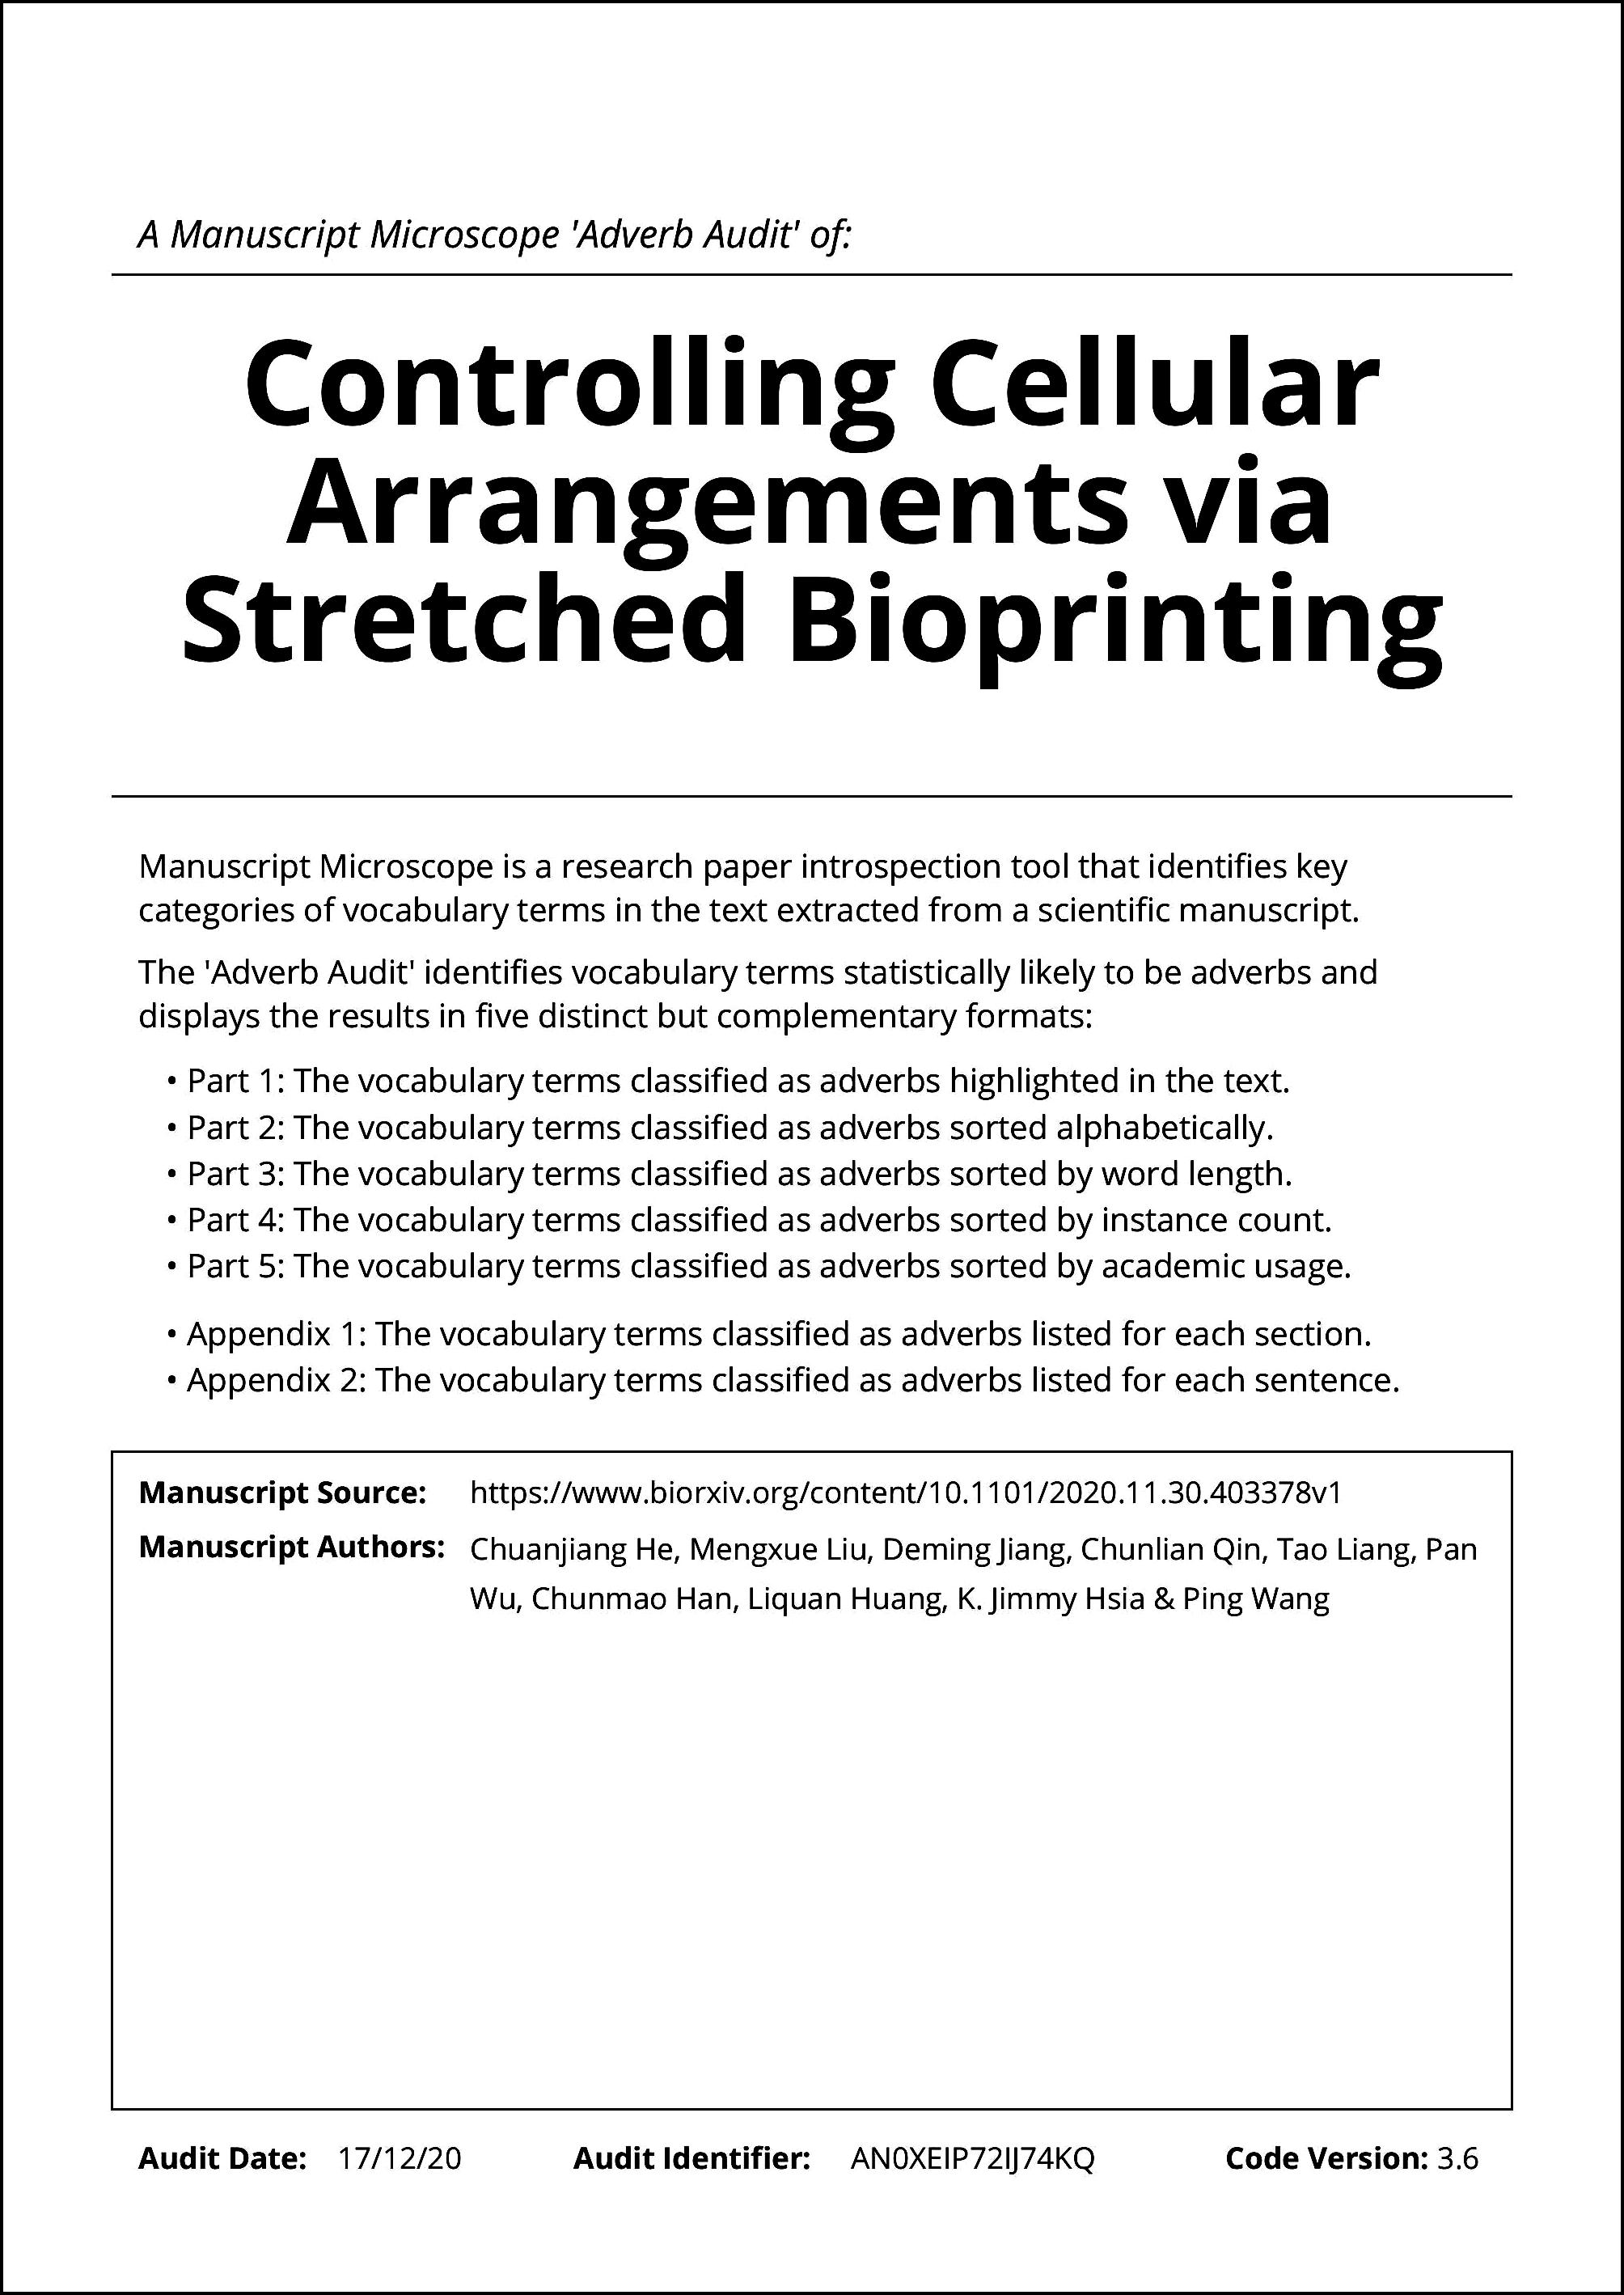 A Manuscript Microscope 'Adverb Audit' of:
Controlling Cellular
Arrangements via
Stretched Bioprinting
Manuscript Microscope is a research paper introspection tool that identifies key
categories of vocabulary terms in the text extracted from a scientific manuscript.
The 'Adverb Audit' identifies vocabulary terms statistically likely to be adverbs and
displays the results in five distinct but complementary formats:
• Part 1: The vocabulary terms classified as adverbs highlighted in the text.
• Part 2: The vocabulary terms classified as adverbs sorted alphabetically.
• Part 3: The vocabulary terms classified as adverbs sorted by word length.
• Part 4: The vocabulary terms classified as adverbs sorted by instance count.
• Part 5: The vocabulary terms classified as adverbs sorted by academic usage.
• Appendix 1: The vocabulary terms classified as adverbs listed for each section.
• Appendix 2: The vocabulary terms classified as adverbs listed for each sentence.
Manuscript Source: https://www.biorxiv.org/content/10.1101/2020.11.30.403378v1
Manuscript Authors: Chuanjiang He, Mengxue Liu, Deming Jiang, Chunlian Qin, Tao Liang, Pan
Wu, Chunmao Han, Liquan Huang, K. Jimmy Hsia & Ping Wang
Audit Date: 17/12/20 Audit Identifier: AN0XEIP72IJ74KQ Code Version: 3.6